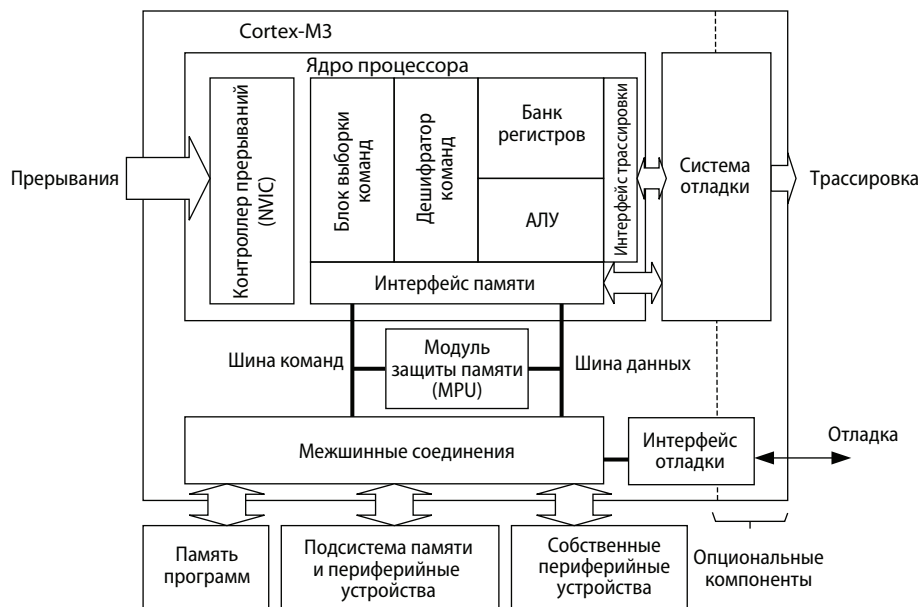 Cortex-M3
Ядро процессора
Прерывания
Контроллер прерываний
(NVIC)
Блок выборки
команд
Дешифратор
команд
Банк
регистров
АЛУ
Интерфейс трассировки
Интерфейс памяти
Система
отладки
Трассировка
Шина команд
Модуль
защиты памяти
(MPU)
Шина данных
Межшинные соединения
Интерфейс
отладки
Отладка
Память
программ
Подсистема памяти
и периферийные
устройства
Собственные
периферийные
устройства
Опциональные
компоненты